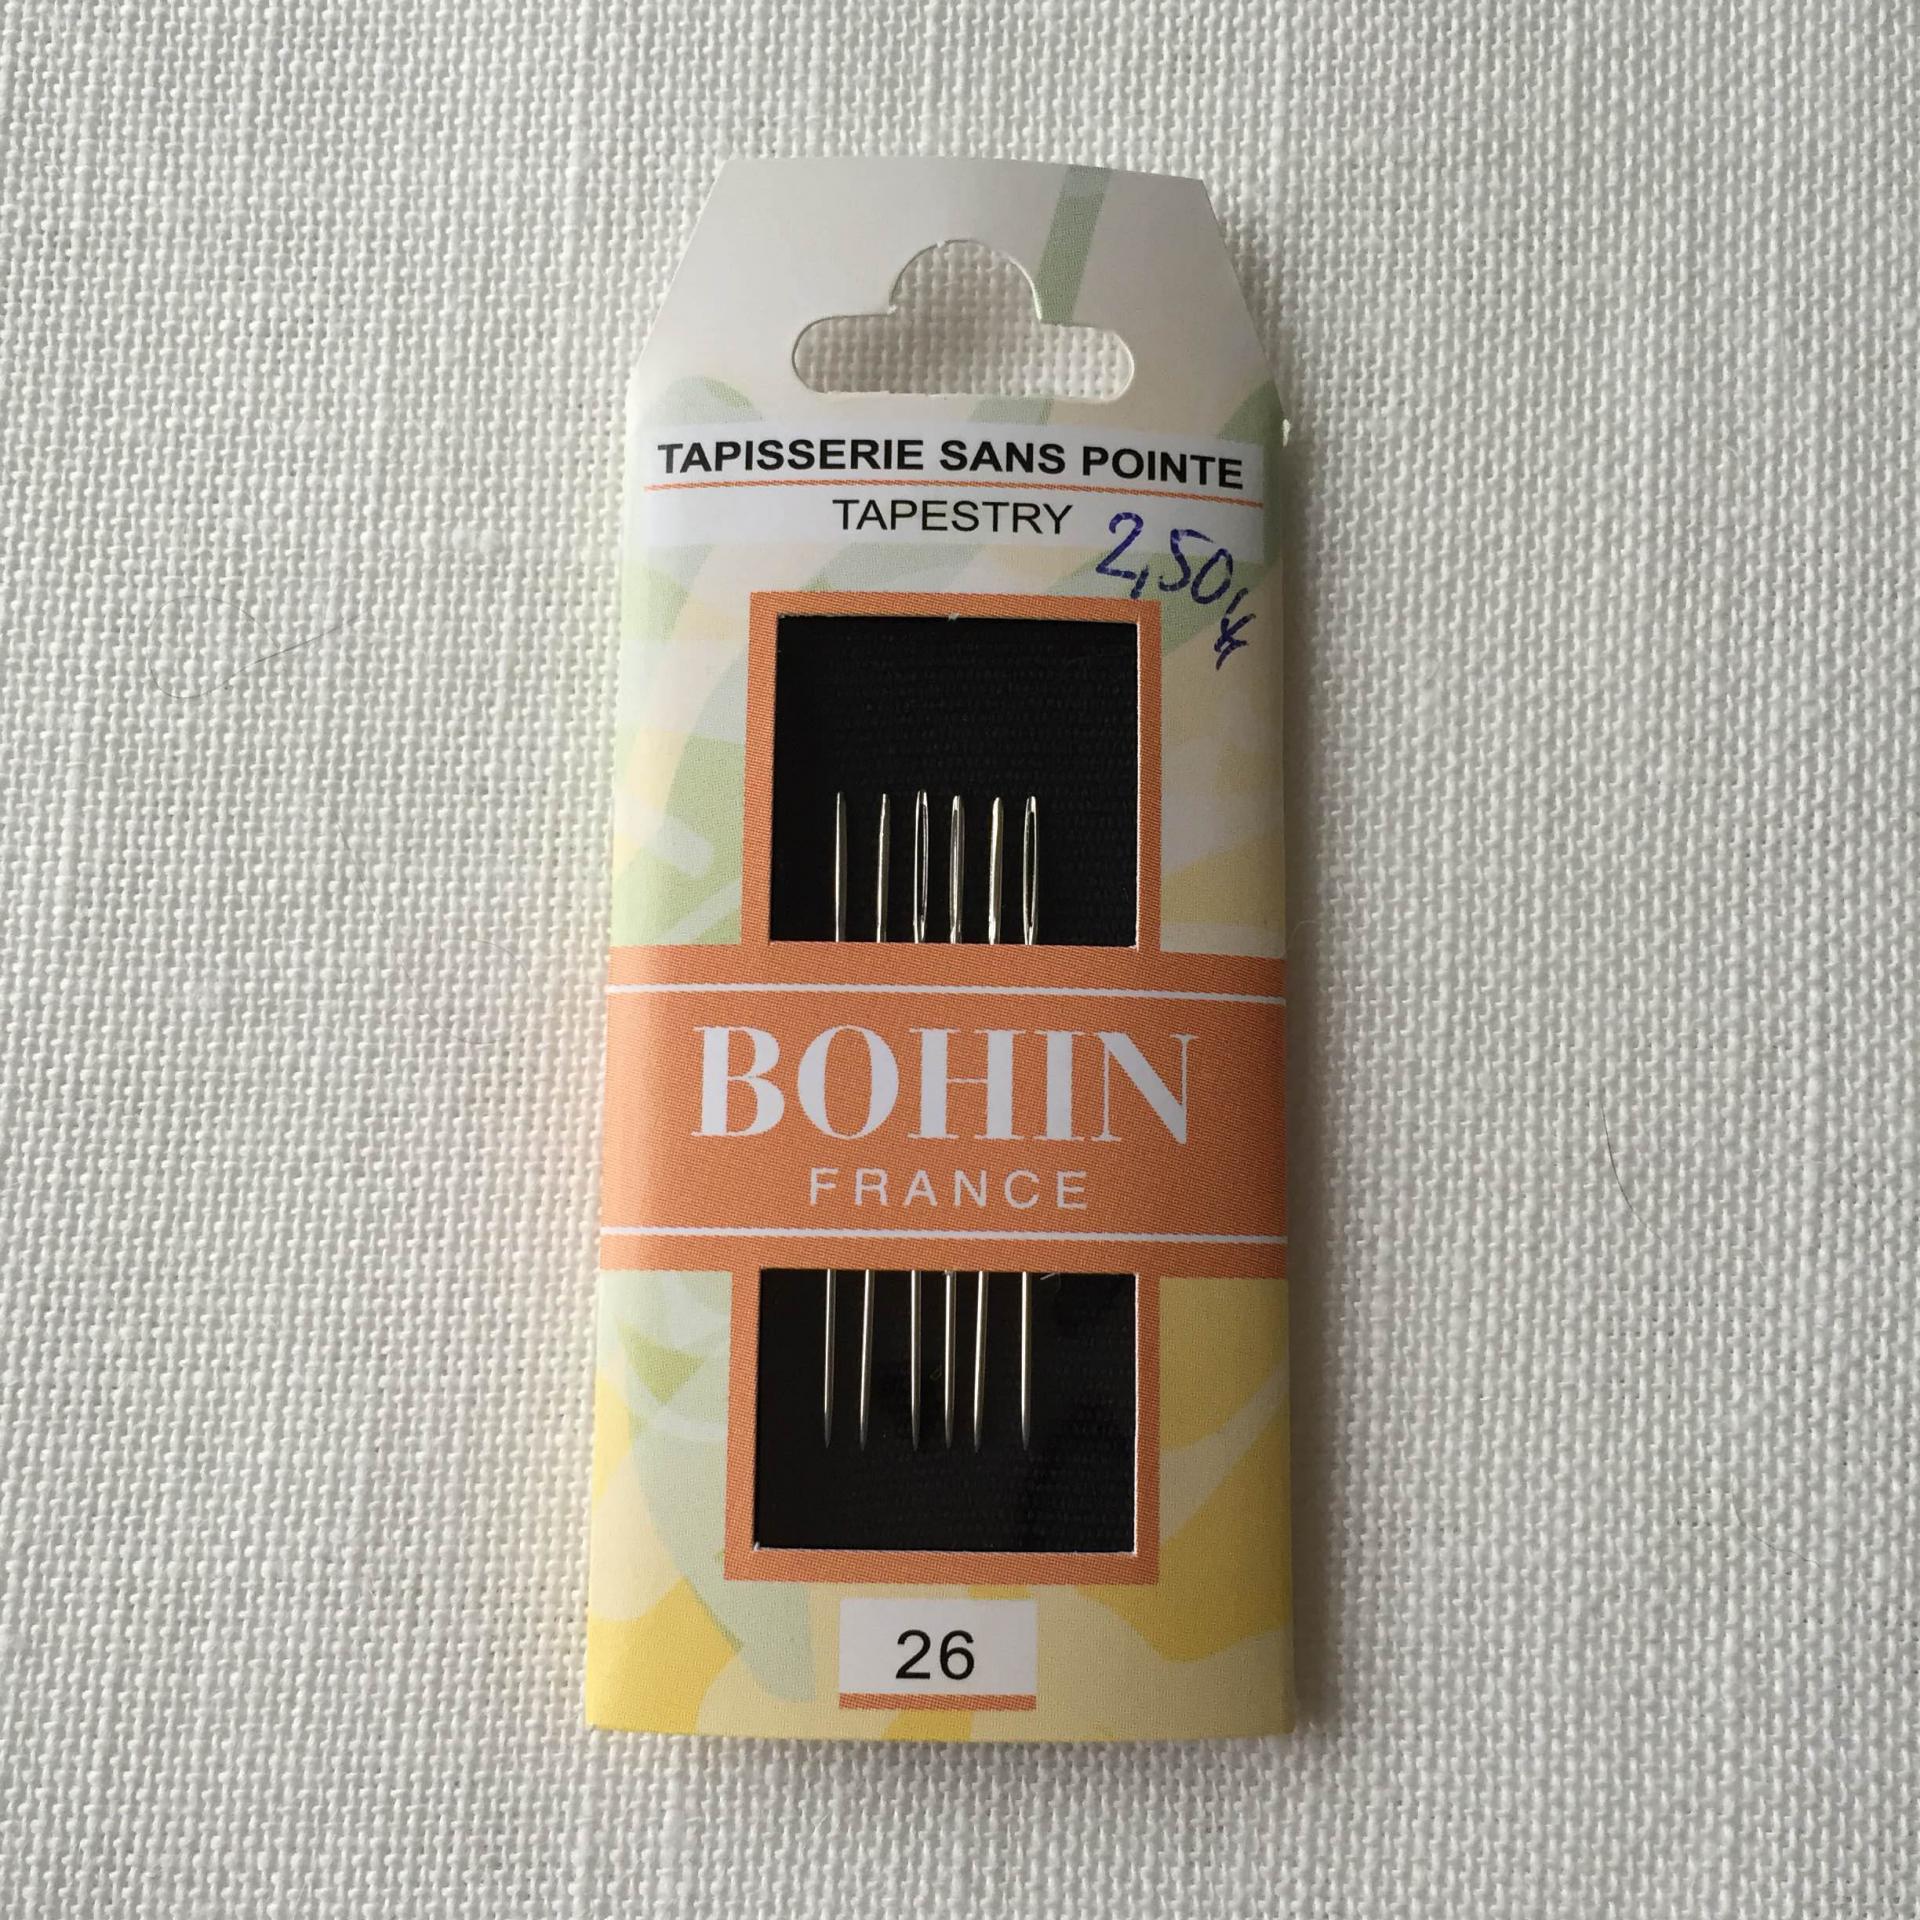 TAPISSERIE SANS POINTE
TAPESTRY
2,50
BOHIN
FRANCE
26